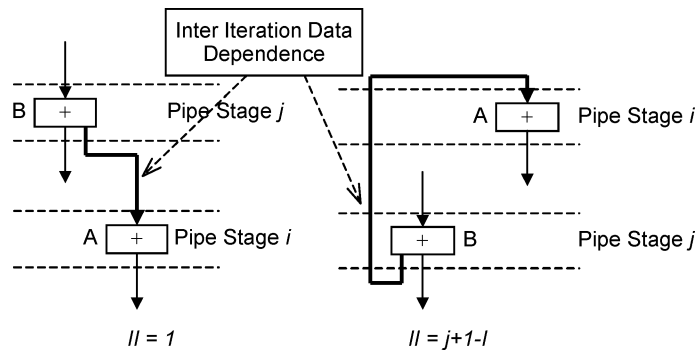 Inter Iteration Data
Dependence
B + Pipe Stage j
A + Pipe Stage i
A + Pipe Stage i
+ B Pipe Stage j
II = 1
II = j+1-I